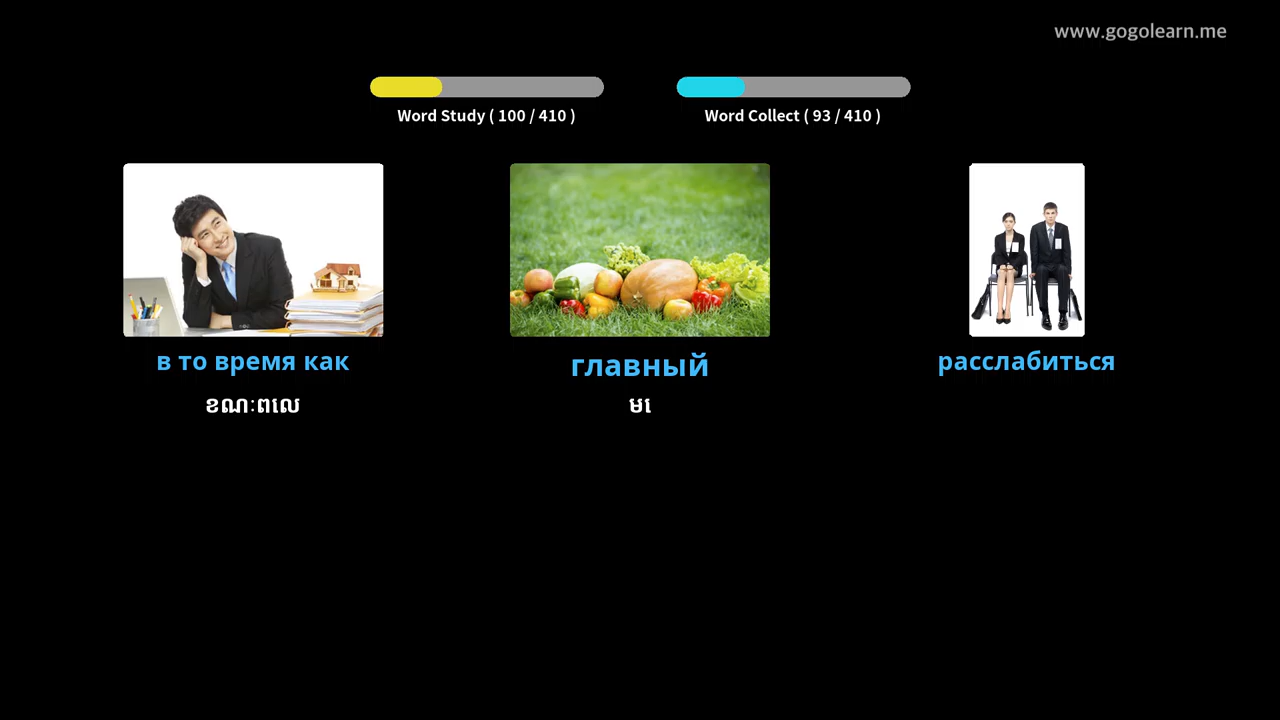 www.gogolearn.me
Word Study ( 100 / 410 )
Word Collect ( 93 / 410 )
в то время как
главный
расслабиться
ខណៈពលេ
មេ